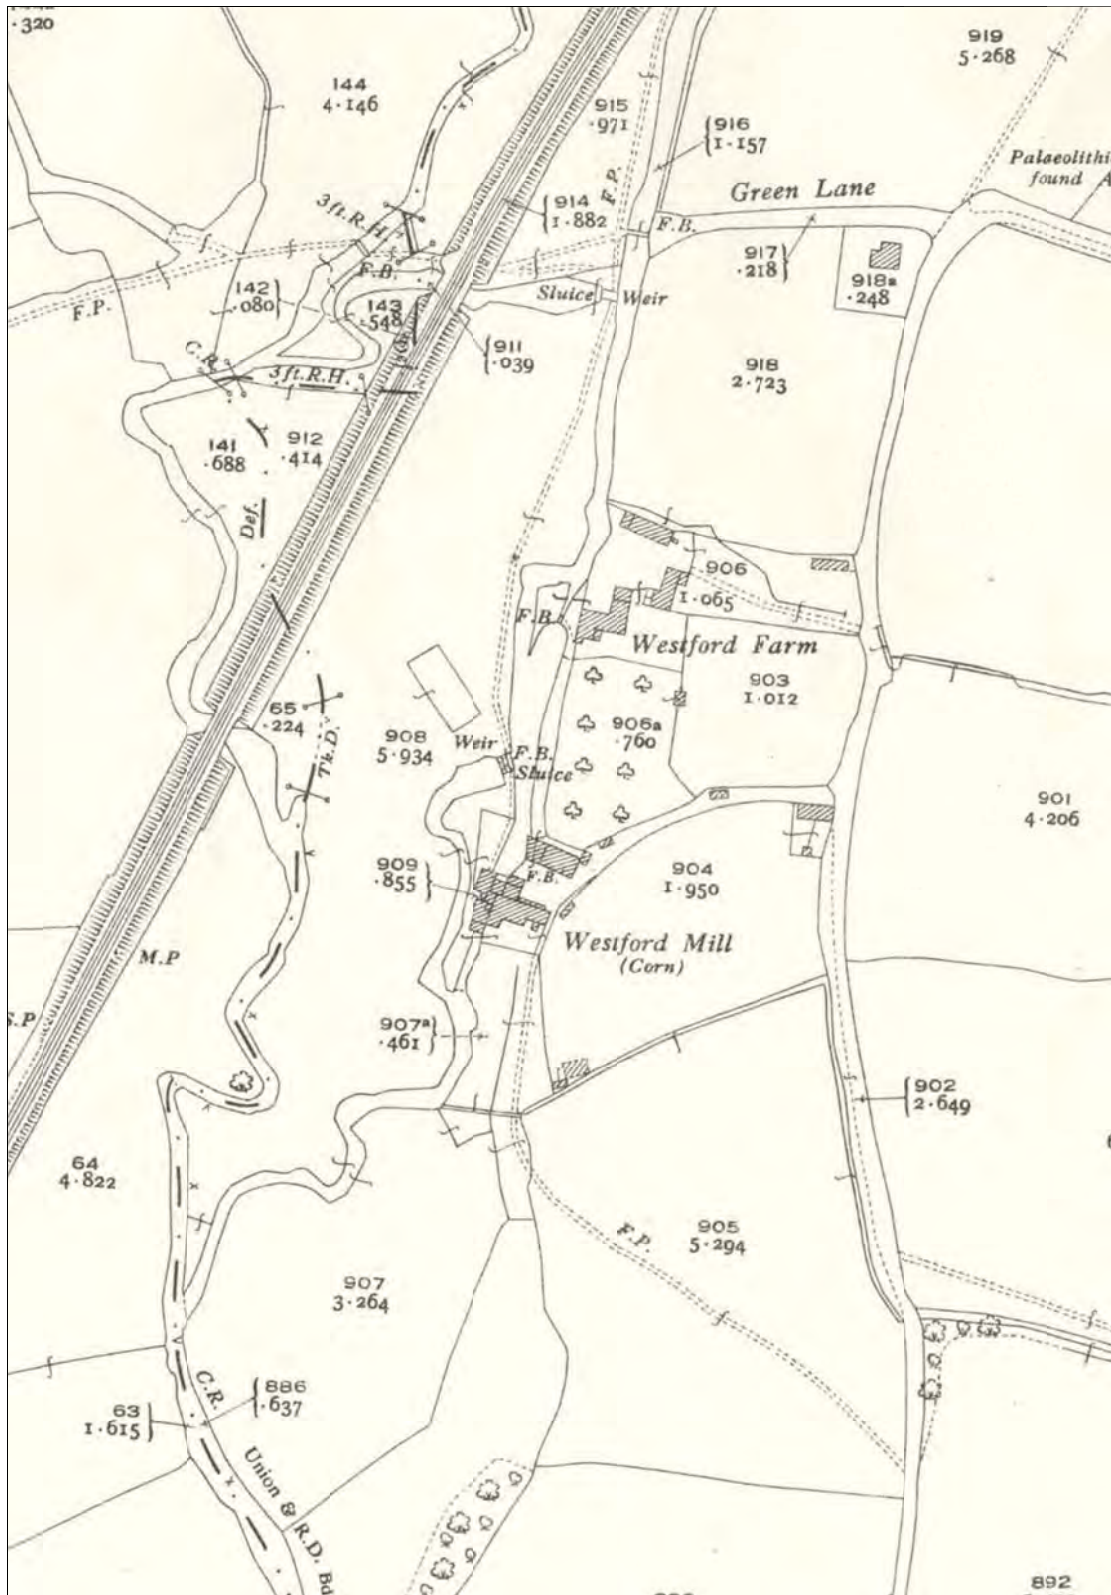 .320
144
4.146
915
.971
916
1.157
919
5.268
Palaeolithi
found A
F.P.
Green Lane
3ft.R.H
914
1.882
F.B.
917
.218
918a
.248
F.B.
142
.080
143
.548
Sluice
Weir
F.P.
C.R.
3ft.R.H.
911
.039
918
2.723
141
.688
912
.414
Def.
906
1.065
F.B.
Westford Farm
903
1.012
65
.224
Tk.D.
908
5.934
Weir
F.B.
Sluice
906a
.760
901
4.206
909
.855
F.B.
904
1.950
Westford Mill
(Corn)
M.P
S.P
907a
.461
902
2.649
64
4.822
F.P.
905
5.294
907
3.264
C.R.
886
.637
63
1.615
Union & R.D. Bd
892